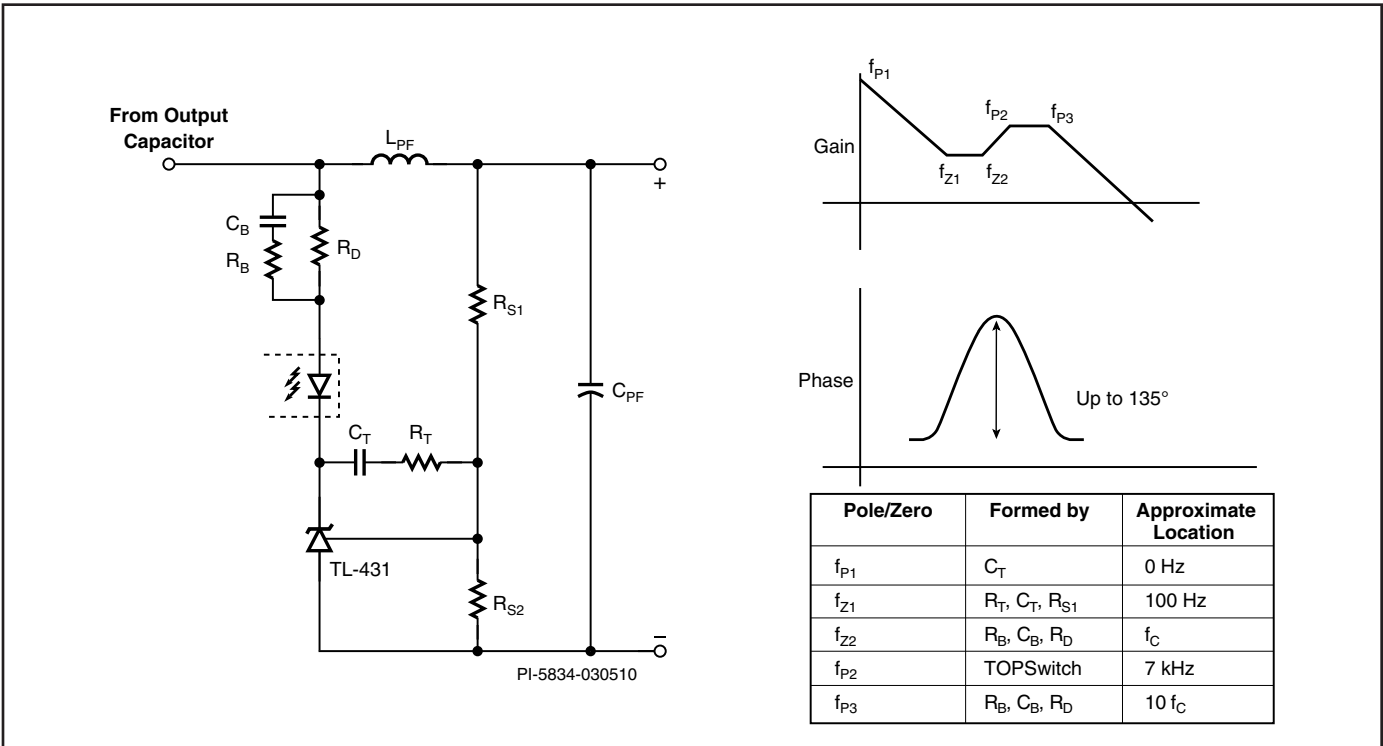 From Output
Capacitor
L_PF
+
C_B
R_B
R_D
R_S1
C_PF
C_T
R_T
TL-431
R_S2
–
PI-5834-030510
f_P1
Gain
f_P2
f_P3
f_Z1
f_Z2
Phase
Up to 135°
Pole/Zero Formed by Approximate Location
f_P1 C_T 0 Hz
f_Z1 R_T, C_T, R_S1 100 Hz
f_Z2 R_B, C_B, R_D f_C
f_P2 TOPSwitch 7 kHz
f_P3 R_B, C_B, R_D 10 f_C